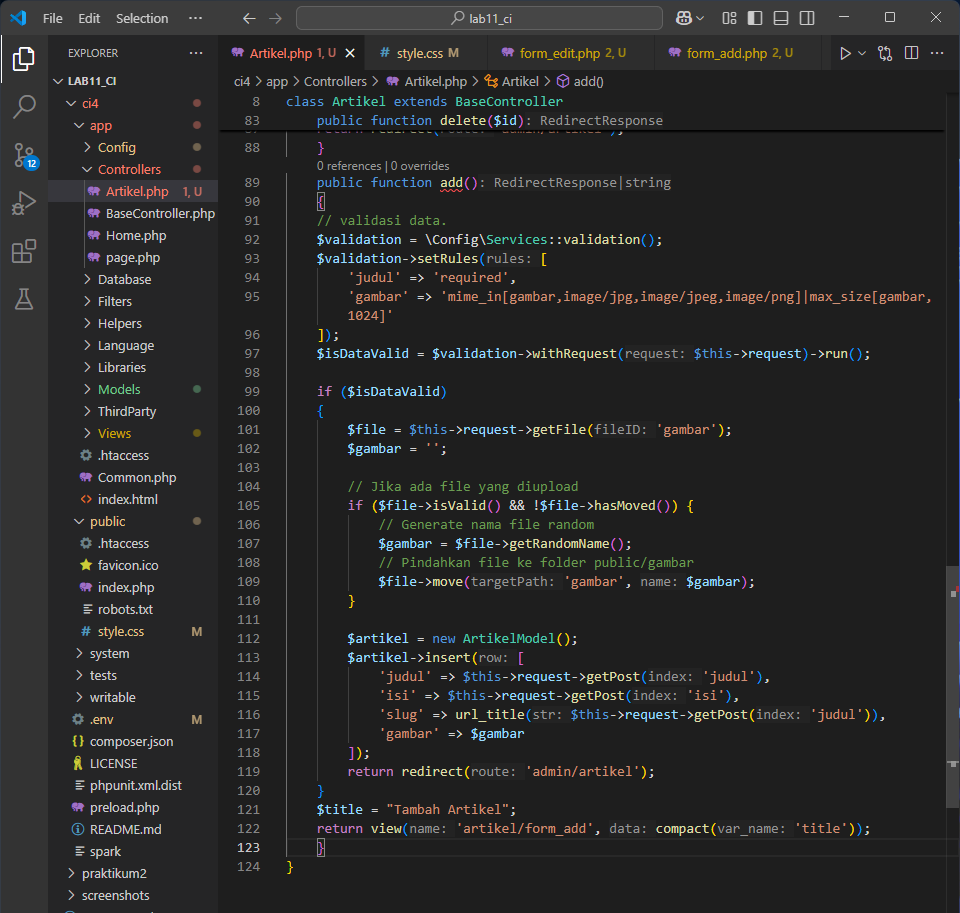 File Edit Selection ··· lab11_ci
EXPLORER ···
LAB11_CI
ci4
app
Config
Controllers
Artikel.php 1, U
BaseController.php
Home.php
page.php
Database
Filters
Helpers
Language
Libraries
Models
ThirdParty
Views
.htaccess
Common.php
index.html
public
.htaccess
favicon.ico
index.php
robots.txt
style.css M
system
tests
writable
.env M
composer.json
LICENSE
phpunit.xml.dist
preload.php
README.md
spark
praktikum2
screenshots
12
Artikel.php 1, U style.css M form_edit.php 2, U form_add.php 2, U ···
ci4 > app > Controllers > Artikel.php > Artikel > add()
8 class Artikel extends BaseController
83 public function delete($id): RedirectResponse
88 }
0 references | 0 overrides
89 public function add(): RedirectResponse|string
90 {
91 // validasi data.
92 $validation = \Config\Services::validation();
93 $validation->setRules(rules: [
94 'judul' => 'required',
95 'gambar' => 'mime_in[gambar,image/jpg,image/jpeg,image/png]|max_size[gambar,
1024]'
96 ]);
97 $isDataValid = $validation->withRequest(request: $this->request)->run();
98
99 if ($isDataValid)
100 {
101 $file = $this->request->getFile(fileID: 'gambar');
102 $gambar = '';
103
104 // Jika ada file yang diupload
105 if ($file->isValid() && !$file->hasMoved()) {
106 // Generate nama file random
107 $gambar = $file->getRandomName();
108 // Pindahkan file ke folder public/gambar
109 $file->move(targetPath: 'gambar', name: $gambar);
110 }
111
112 $artikel = new ArtikelModel();
113 $artikel->insert(row: [
114 'judul' => $this->request->getPost(index: 'judul'),
115 'isi' => $this->request->getPost(index: 'isi'),
116 'slug' => url_title(str: $this->request->getPost(index: 'judul')),
117 'gambar' => $gambar
118 ]);
119 return redirect(route: 'admin/artikel');
120 }
121 $title = "Tambah Artikel";
122 return view(name: 'artikel/form_add', data: compact(var_name: 'title'));
123 }
124 }